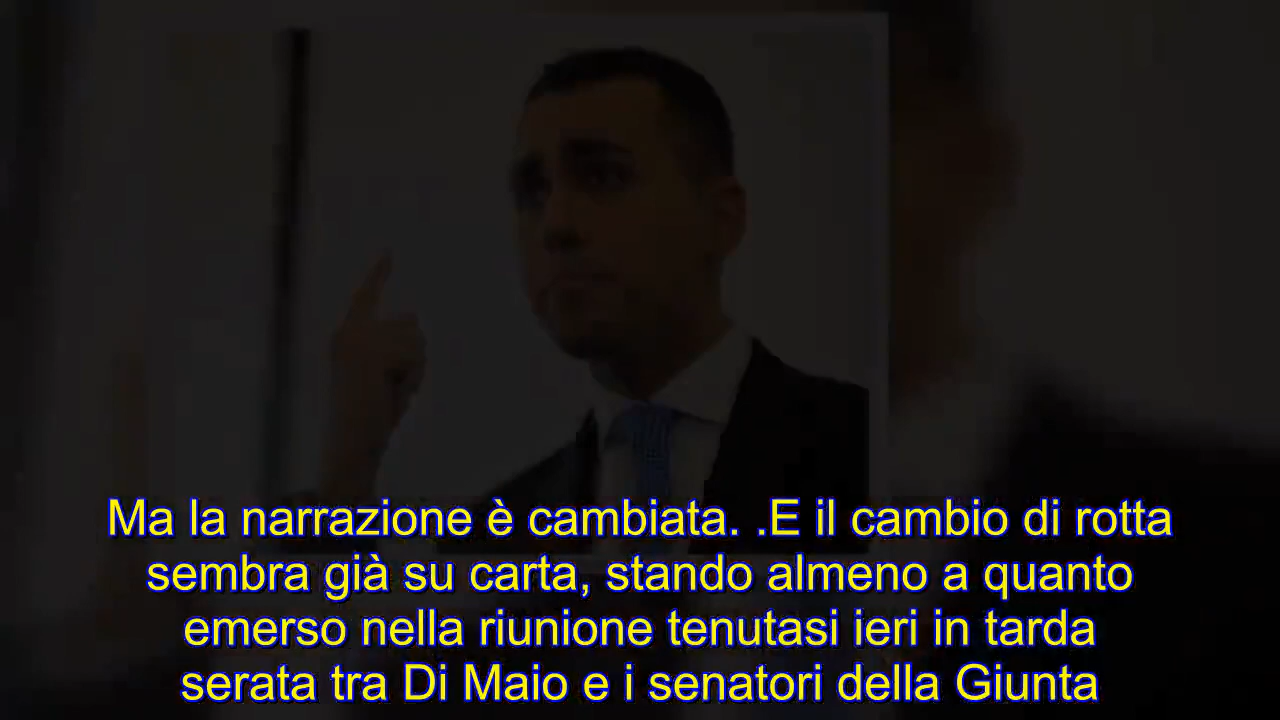 Ma la narrazione è cambiata. .E il cambio di rotta
sembra già su carta, stando almeno a quanto
emerso nella riunione tenutasi ieri in tarda
serata tra Di Maio e i senatori della Giunta